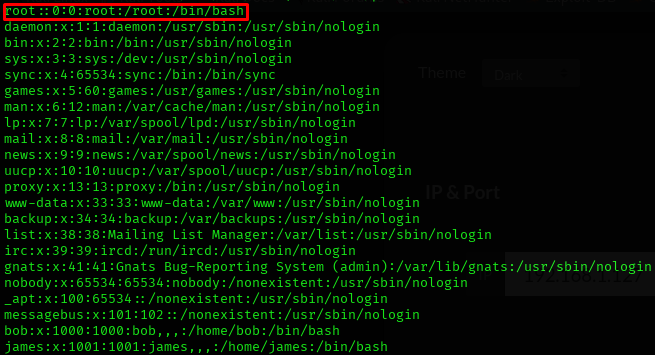 root::0:0:root:/root:/bin/bash
daemon:x:1:1:daemon:/usr/sbin:/usr/sbin/nologin
bin:x:2:2:bin:/bin:/usr/sbin/nologin
sys:x:3:3:sys:/dev:/usr/sbin/nologin
sync:x:4:65534:sync:/bin:/bin/sync
games:x:5:60:games:/usr/games:/usr/sbin/nologin
man:x:6:12:man:/var/cache/man:/usr/sbin/nologin
lp:x:7:7:lp:/var/spool/lpd:/usr/sbin/nologin
mail:x:8:8:mail:/var/mail:/usr/sbin/nologin
news:x:9:9:news:/var/spool/news:/usr/sbin/nologin
uucp:x:10:10:uucp:/var/spool/uucp:/usr/sbin/nologin
proxy:x:13:13:proxy:/bin:/usr/sbin/nologin
www-data:x:33:33:www-data:/var/www:/usr/sbin/nologin
backup:x:34:34:backup:/var/backups:/usr/sbin/nologin
list:x:38:38:Mailing List Manager:/var/list:/usr/sbin/nologin
irc:x:39:39:ircd:/run/ircd:/usr/sbin/nologin
gnats:x:41:41:Gnats Bug-Reporting System (admin):/var/lib/gnats:/usr/sbin/nologin
nobody:x:65534:65534:nobody:/nonexistent:/usr/sbin/nologin
_apt:x:100:65534::/nonexistent:/usr/sbin/nologin
messagebus:x:101:102::/nonexistent:/usr/sbin/nologin
bob:x:1000:1000:bob,,,:/home/bob:/bin/bash
james:x:1001:1001:james,,,:/home/james:/bin/bash
Theme
Dark
IP & Port